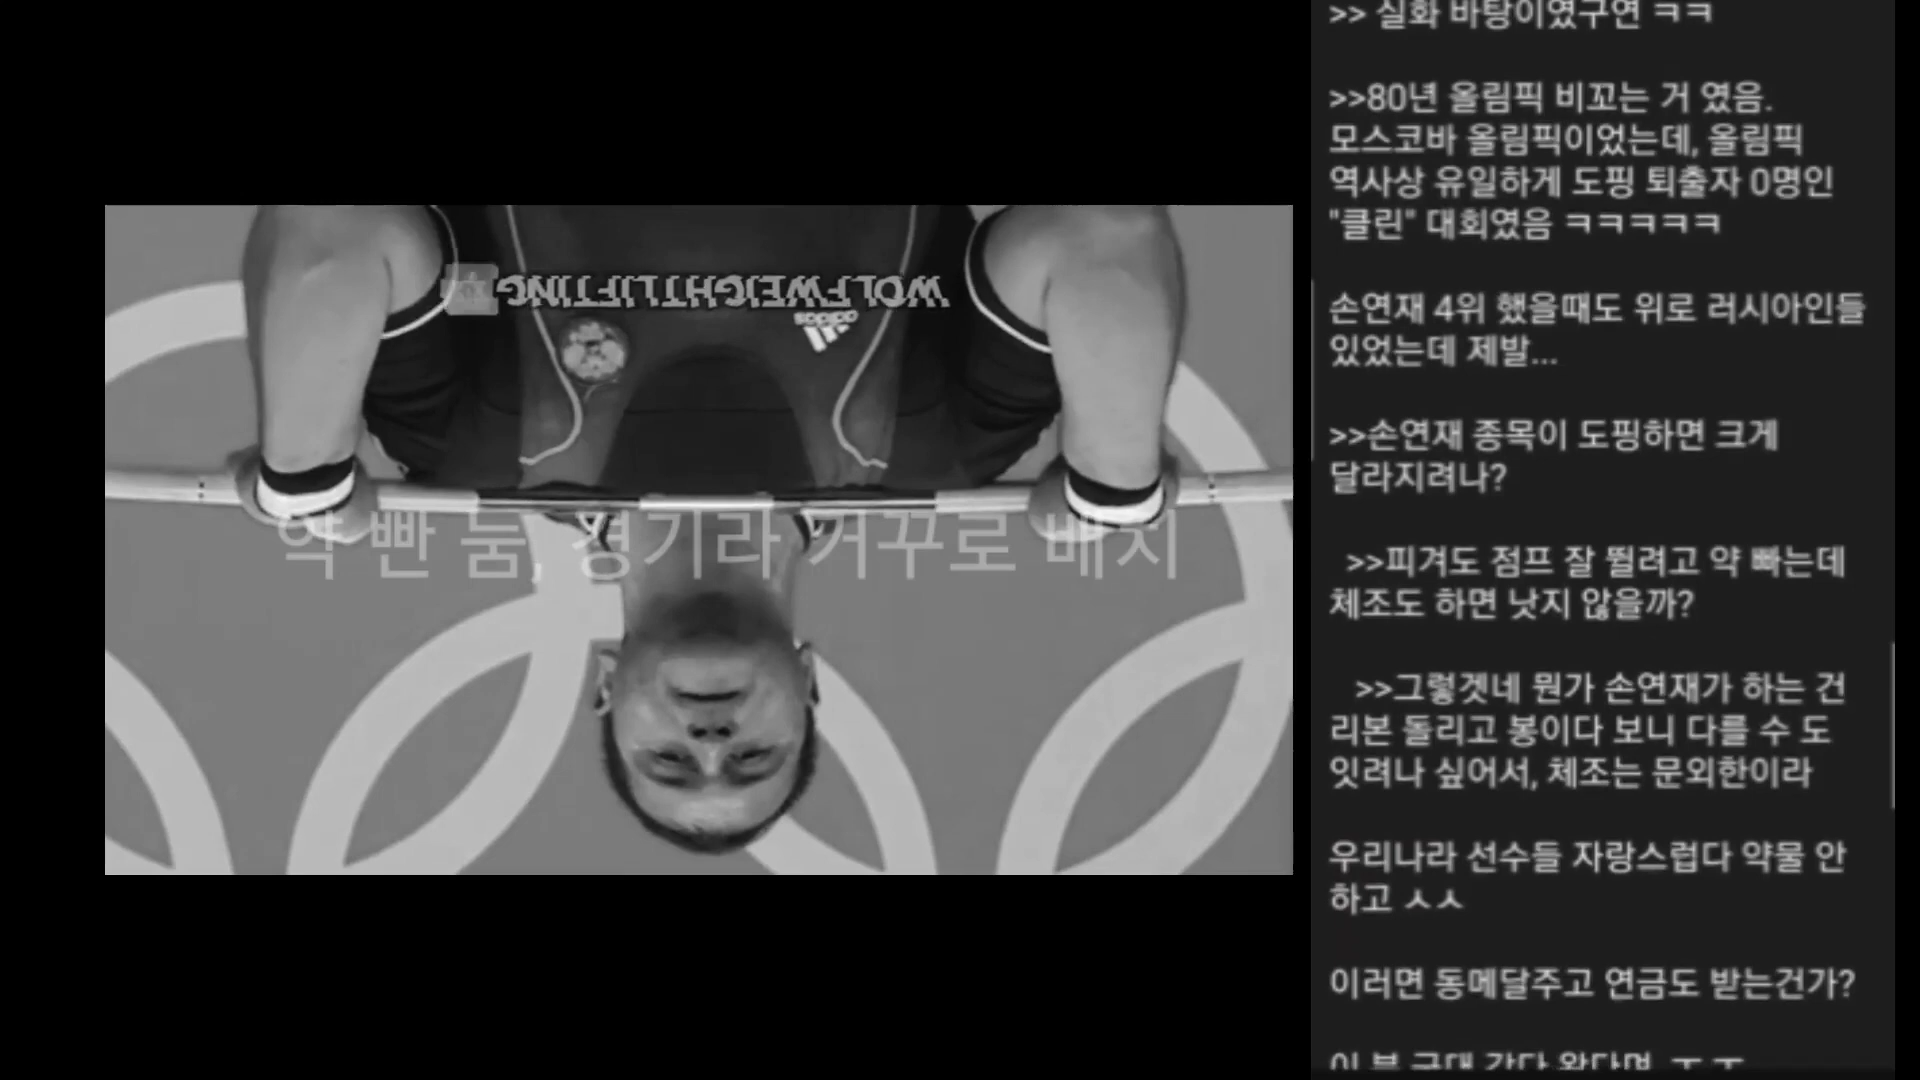 WOLFWEIGHTLIFTING
adidas
약 빤 둠, 경기라 거꾸로 배치
>> 실화 바탕이였구연 ㅋㅋ
>>80년 올림픽 비꼬는 거 였음.
모스코바 올림픽이었는데, 올림픽
역사상 유일하게 도핑 퇴출자 0명인
"클린" 대회였음 ㅋㅋㅋㅋㅋ
손연재 4위 했을때도 위로 러시아인들
있었는데 제발...
>>손연재 종목이 도핑하면 크게
달라지려나?
>>피겨도 점프 잘 뛸려고 약 빠는데
체조도 하면 낫지 않을까?
>>그렇겟네 뭔가 손연재가 하는 건
리본 돌리고 봉이다 보니 다를 수 도
잇려나 싶어서, 체조는 문외한이라
우리나라 선수들 자랑스럽다 약물 안
하고 ㅅㅅ
이러면 동메달주고 연금도 받는건가?